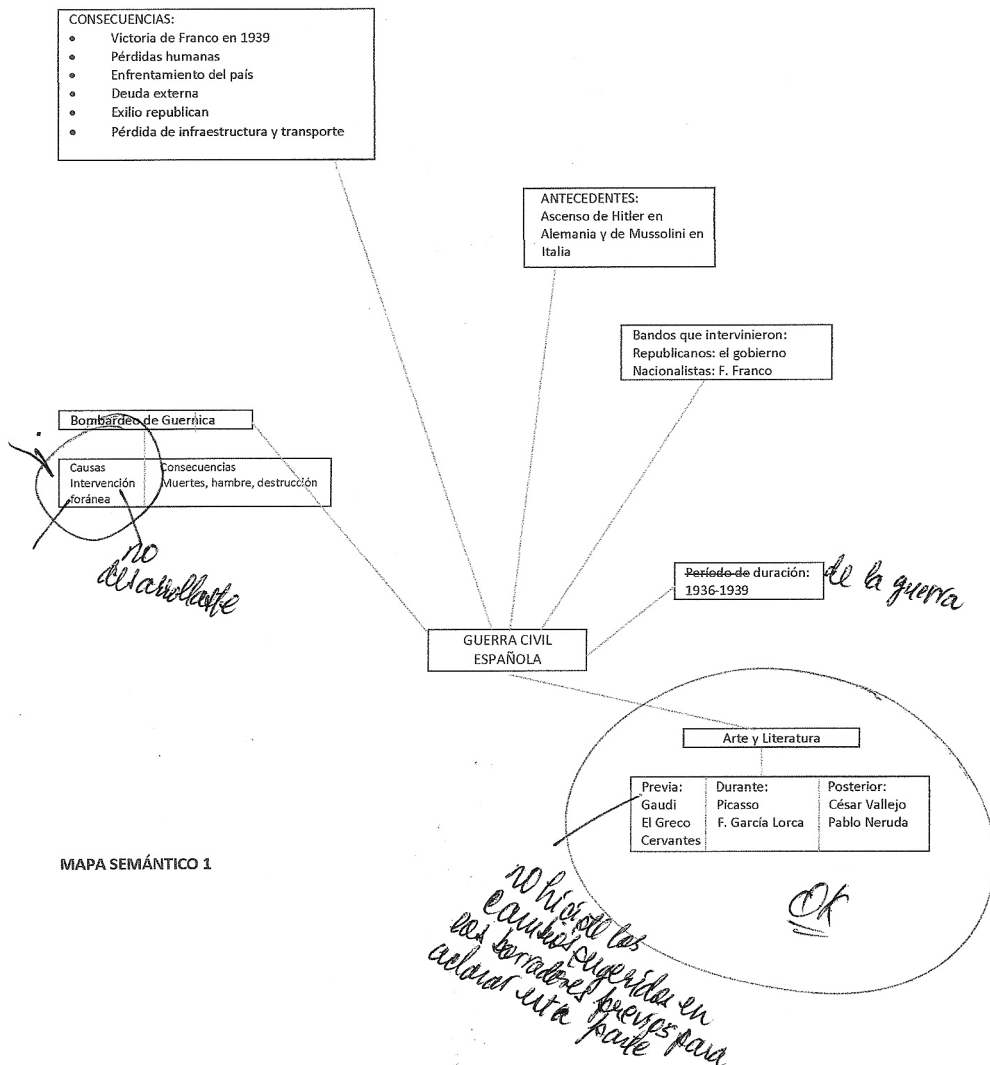 CONSECUENCIAS:
• Victoria de Franco en 1939
• Pérdidas humanas
• Enfrentamiento del país
• Deuda externa
• Exilio republican
• Pérdida de infraestructura y transporte
ANTECEDENTES:
Ascenso de Hitler en
Alemania y de Mussolini en
Italia
Bandos que intervinieron:
Republicanos: el gobierno
Nacionalistas: F. Franco
Bombardeo de Guernica
Causas
Intervención
foránea
Consecuencias
Muertes, hambre, destrucción
no
desarrollaste
Período de duración:
1936-1939
de la guerra
GUERRA CIVIL
ESPAÑOLA
Arte y Literatura
Previa:
Gaudi
El Greco
Cervantes
Durante:
Picasso
F. García Lorca
Posterior:
César Vallejo
Pablo Neruda
OK
MAPA SEMÁNTICO 1
no hiciste los
cambios sugeridos en
los borradores previos para
aclarar esta parte